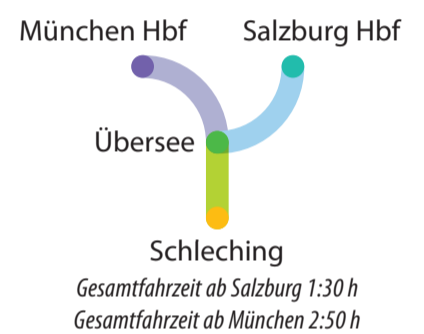 München Hbf Salzburg Hbf
Übersee
Schleching
Gesamtfahrzeit ab Salzburg 1:30 h
Gesamtfahrzeit ab München 2:50 h